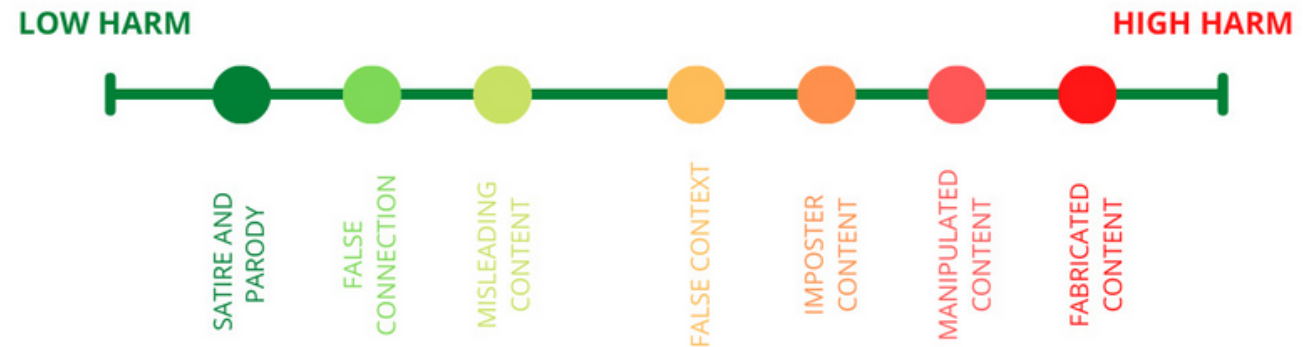 LOW HARM
HIGH HARM
SATIRE AND
PARODY
FALSE
CONNECTION
MISLEADING
CONTENT
FALSE CONTEXT
IMPOSTER
CONTENT
MANIPULATED
CONTENT
FABRICATED
CONTENT